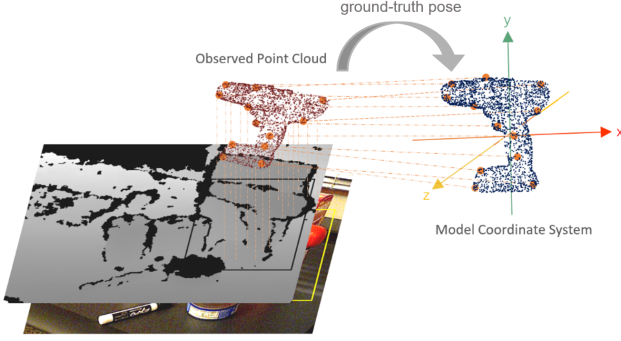 ground-truth pose
Observed Point Cloud
y
x
z
Model Coordinate System